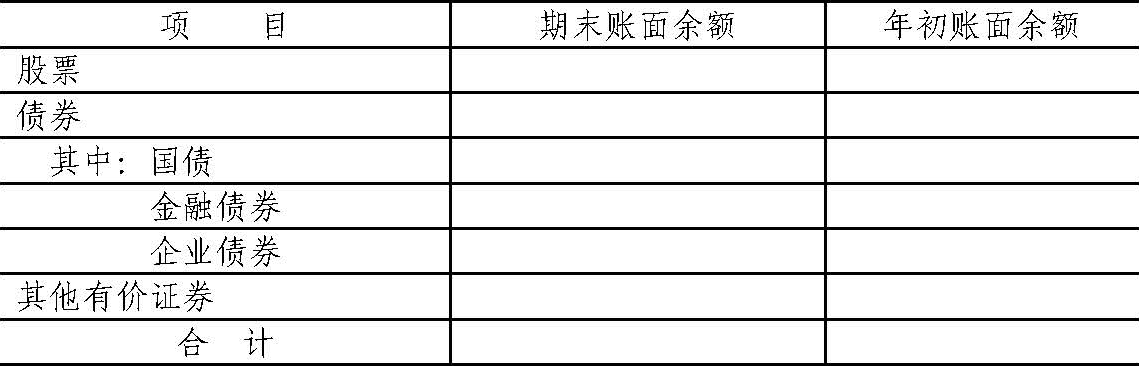 项 目 期末账面余额 年初账面余额
股票
债券
其中: 国债
金融债券
企业债券
其他有价证券
合 计